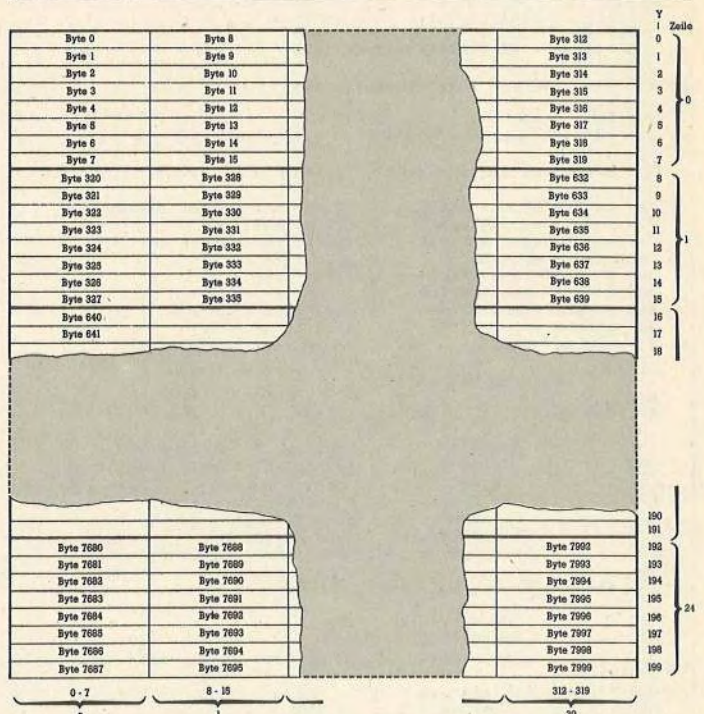 Y
↓ Zeile
Byte 0 Byte 8 Byte 312 0
Byte 1 Byte 9 Byte 313 1
Byte 2 Byte 10 Byte 314 2
Byte 3 Byte 11 Byte 315 3
Byte 4 Byte 12 Byte 316 4 0
Byte 5 Byte 13 Byte 317 5
Byte 6 Byte 14 Byte 318 6
Byte 7 Byte 15 Byte 319 7
Byte 320 Byte 328 Byte 632 8
Byte 321 Byte 329 Byte 633 9
Byte 322 Byte 330 Byte 634 10
Byte 323 Byte 331 Byte 635 11
Byte 324 Byte 332 Byte 636 12 1
Byte 325 Byte 333 Byte 637 13
Byte 326 Byte 334 Byte 638 14
Byte 327 Byte 335 Byte 639 15
Byte 640 16
Byte 641 17
18
190
191
Byte 7680 Byte 7688 Byte 7992 192
Byte 7681 Byte 7689 Byte 7993 193
Byte 7682 Byte 7690 Byte 7994 194
Byte 7683 Byte 7691 Byte 7995 195
Byte 7684 Byte 7692 Byte 7996 196 24
Byte 7685 Byte 7693 Byte 7997 197
Byte 7686 Byte 7694 Byte 7998 198
Byte 7687 Byte 7695 Byte 7999 199
0 - 7 8 - 15 312 - 319